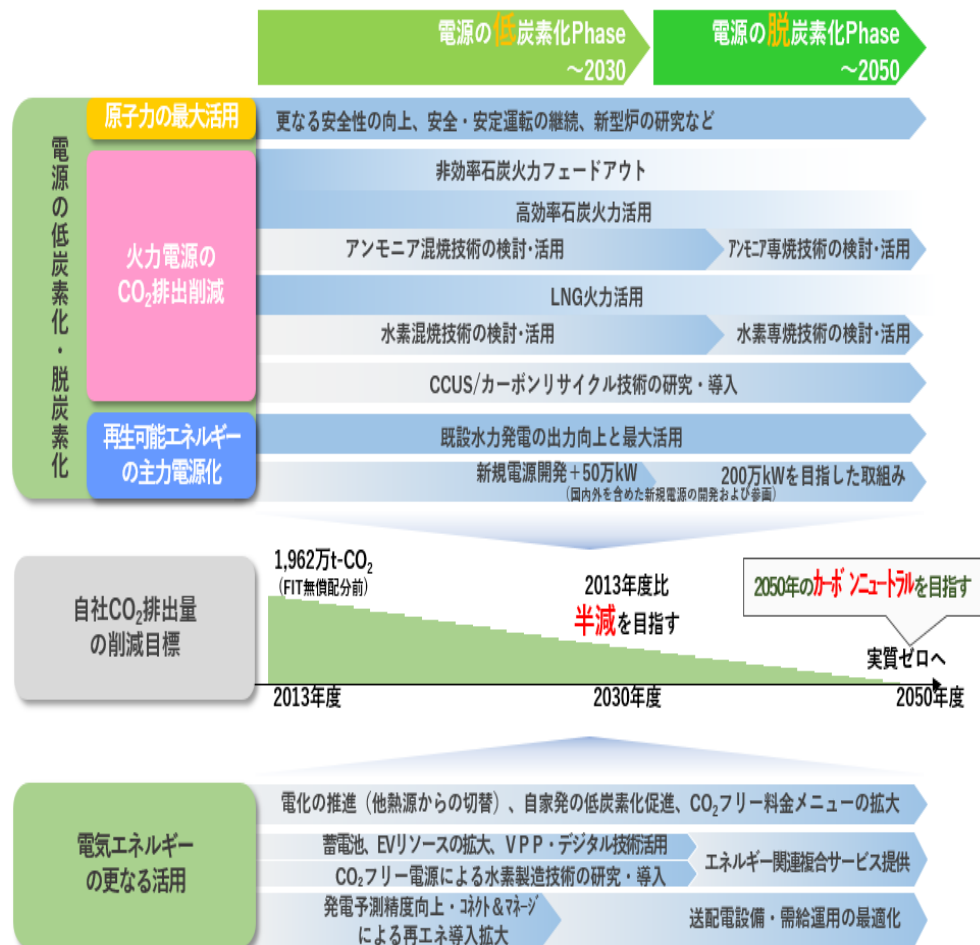 電源の低炭素化Phase
～2030
電源の脱炭素化Phase
～2050
電源の低炭素化・脱炭素化
原子力の最大活用
更なる安全性の向上、安全・安定運転の継続、新型炉の研究など
火力電源の
CO₂排出削減
非効率石炭火力フェードアウト
高効率石炭火力活用
アンモニア混焼技術の検討・活用
アンモニア専焼技術の検討・活用
LNG火力活用
水素混焼技術の検討・活用
水素専焼技術の検討・活用
CCUS/カーボンリサイクル技術の研究・導入
再生可能エネルギー
の主力電源化
既設水力発電の出力向上と最大活用
新規電源開発＋50万kW
200万kWを目指した取組み
（国内外を含めた新規電源の開発および参画）
自社CO₂排出量
の削減目標
1,962万t-CO₂
（FIT無償配分前）
2013年度比
半減を目指す
2050年のカーボンニュートラルを目指す
実質ゼロへ
2013年度
2030年度
2050年度
電気エネルギー
の更なる活用
電化の推進（他熱源からの切替）、自家発の低炭素化促進、CO₂フリー料金メニューの拡大
蓄電池、EVリソースの拡大、ＶＰＰ・デジタル技術活用
CO₂フリー電源による水素製造技術の研究・導入
エネルギー関連複合サービス提供
発電予測精度向上・コネクト＆マネージ
による再エネ導入拡大
送配電設備・需給運用の最適化